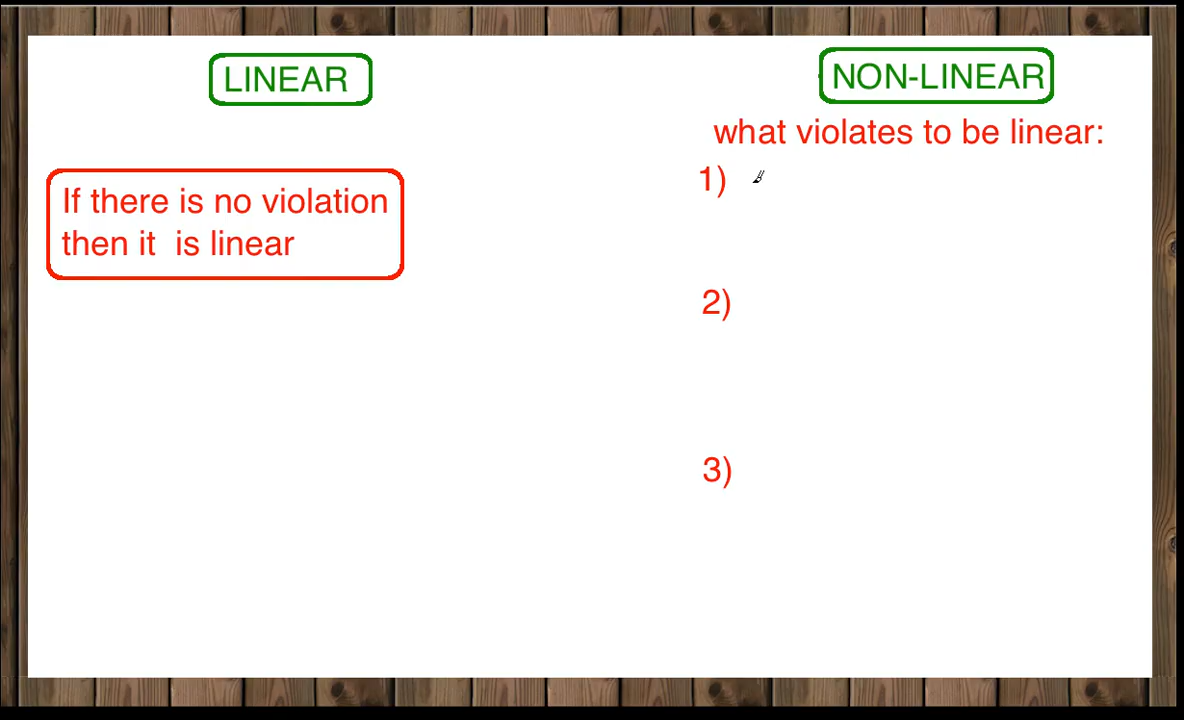 LINEAR
If there is no violation
then it is linear
NON-LINEAR
what violates to be linear:
1)
2)
3)